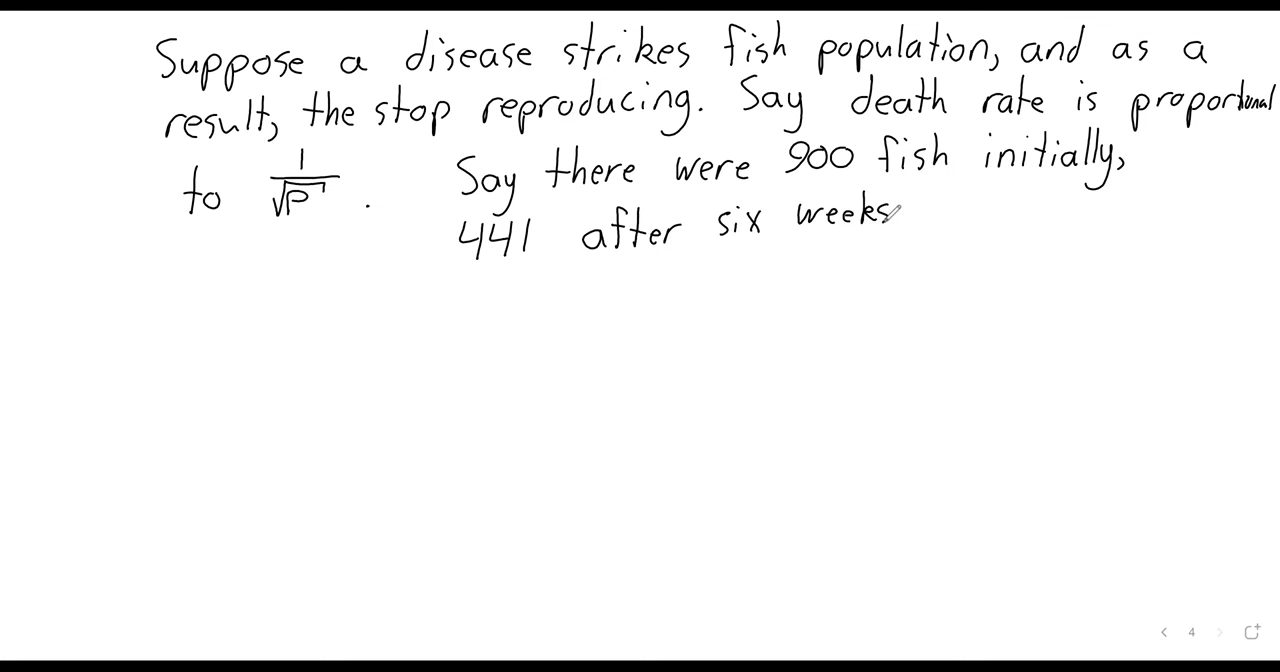 Suppose a disease strikes fish population, and as a
result, the stop reproducing. Say death rate is proportional
to 1/√P . Say there were 900 fish initially,
441 after six weeks
< 4 >